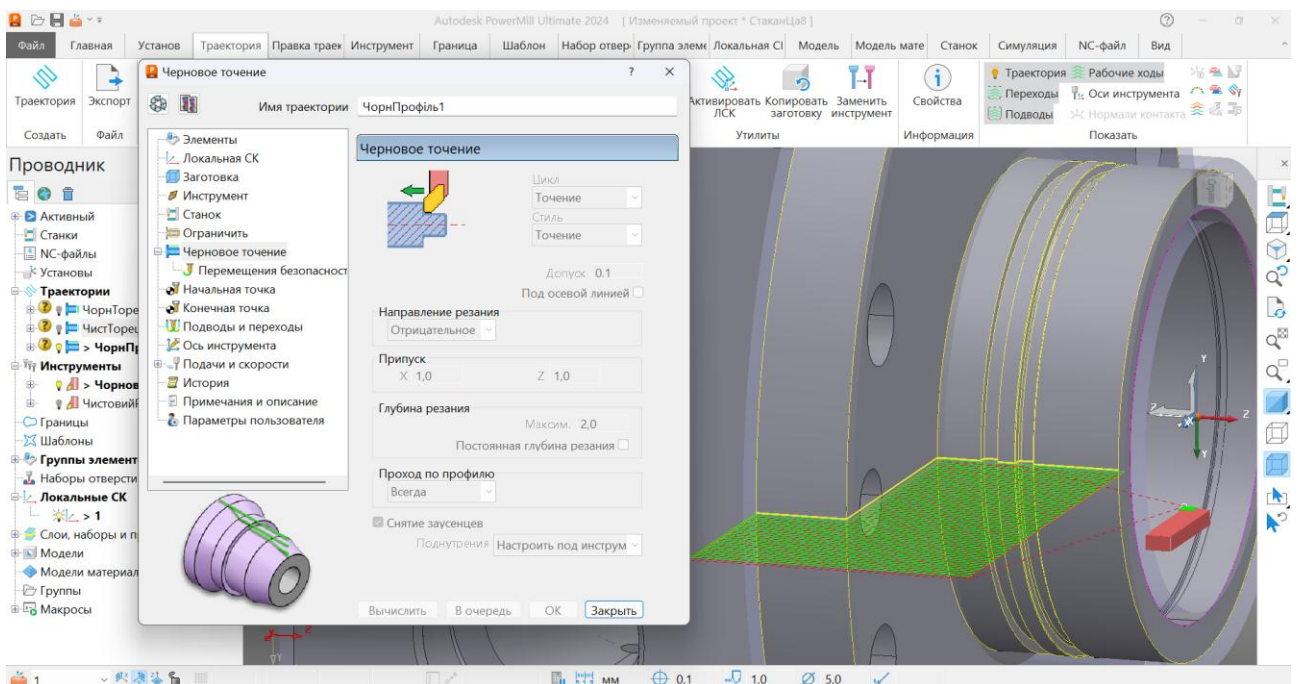 Autodesk PowerMill Ultimate 2024 [ Изменяемый проект * СтаканЦа8 ]
Файл Главная Установ Траектория Правка траек Инструмент Граница Шаблон Набор отвер Группа элем Локальная СІ Модель Модель мате Станок Симуляция NC-файл Вид
Траектория Экспорт
Создать Файл
Активировать ЛСК
Копировать заготовку
Заменить инструмент
Утилиты
Свойства
Информация
Траектория Рабочие ходы
Переходы Оси инструмента
Подводы Нормали контакта
Показать
Проводник
Активный
Станки
NC-файлы
Установы
Траектории
ЧорнТоре
ЧистТорец
> ЧорнПр
Инструменты
> Чорнов
Чистовий
Границы
Шаблоны
Группы элемент
Наборы отверсти
Локальные СК
> 1
Слои, наборы и п
Модели
Модели материал
Группы
Макросы
Черновое точение ? ×
Имя траектории ЧорнПрофіль1
Элементы
Локальная СК
Заготовка
Инструмент
Станок
Ограничить
Черновое точение
Перемещения безопасност
Начальная точка
Конечная точка
Подводы и переходы
Ось инструмента
Подачи и скорости
История
Примечания и описание
Параметры пользователя
Черновое точение
Цикл
Точение
Стиль
Точение
Допуск 0.1
Под осевой линией
Направление резания
Отрицательное
Припуск
X 1,0 Z 1,0
Глубина резания
Максим. 2,0
Постоянная глубина резания
Проход по профилю
Всегда
Снятие заусенцев
Поднутрения Настроить под инструм
Вычислить В очередь ОК Закрыть
Y
Z
Y
Z
1 мм 0.1 1.0 5.0